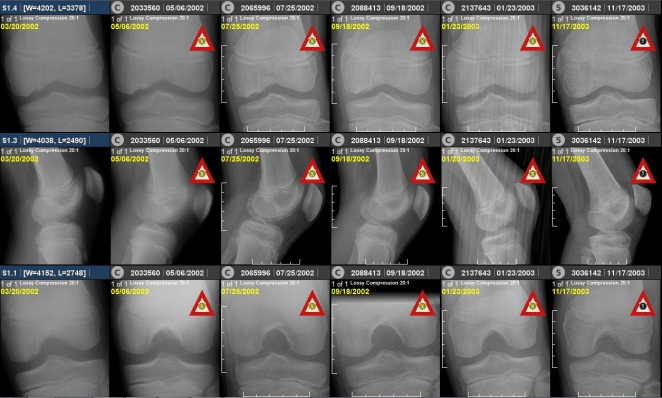 S1.4 [W=4202, L=3378] C 2033560 05/06/2002 C 2065996 07/25/2002 C 2088413 09/18/2002 C 2137643 01/23/2003 S 3036142 11/17/2003
1 of 1 Lossy Compression 20:1 1 of 1 Lossy Compression 20:1 1 of 1 Lossy Compression 20:1 1 of 1 Lossy Compression 20:1 1 of 1 Lossy Compression 20:1 1 of 1 Lossy Compression 20:1
03/20/2002 05/06/2002 07/25/2002 09/18/2002 01/23/2003 11/17/2003
S1.3 [W=4038, L=2490] C 2033560 05/06/2002 C 2065996 07/25/2002 C 2088413 09/18/2002 C 2137643 01/23/2003 S 3036142 11/17/2003
1 of 1 Lossy Compression 20:1 1 of 1 Lossy Compression 20:1 1 of 1 Lossy Compression 20:1 1 of 1 Lossy Compression 20:1 1 of 1 Lossy Compression 20:1 1 of 1 Lossy Compression 20:1
03/20/2002 05/06/2002 07/25/2002 09/18/2002 01/23/2003 11/17/2003
S1.1 [W=4152, L=2748] C 2033560 05/06/2002 C 2065996 07/25/2002 C 2088413 09/18/2002 C 2137643 01/23/2003 S 3036142 11/17/2003
1 of 1 Lossy Compression 20:1 1 of 1 Lossy Compression 20:1 1 of 1 Lossy Compression 20:1 1 of 1 Lossy Compression 20:1 1 of 1 Lossy Compression 20:1 1 of 1 Lossy Compression 20:1
03/20/2002 05/06/2002 07/25/2002 09/18/2002 01/23/2003 11/17/2003